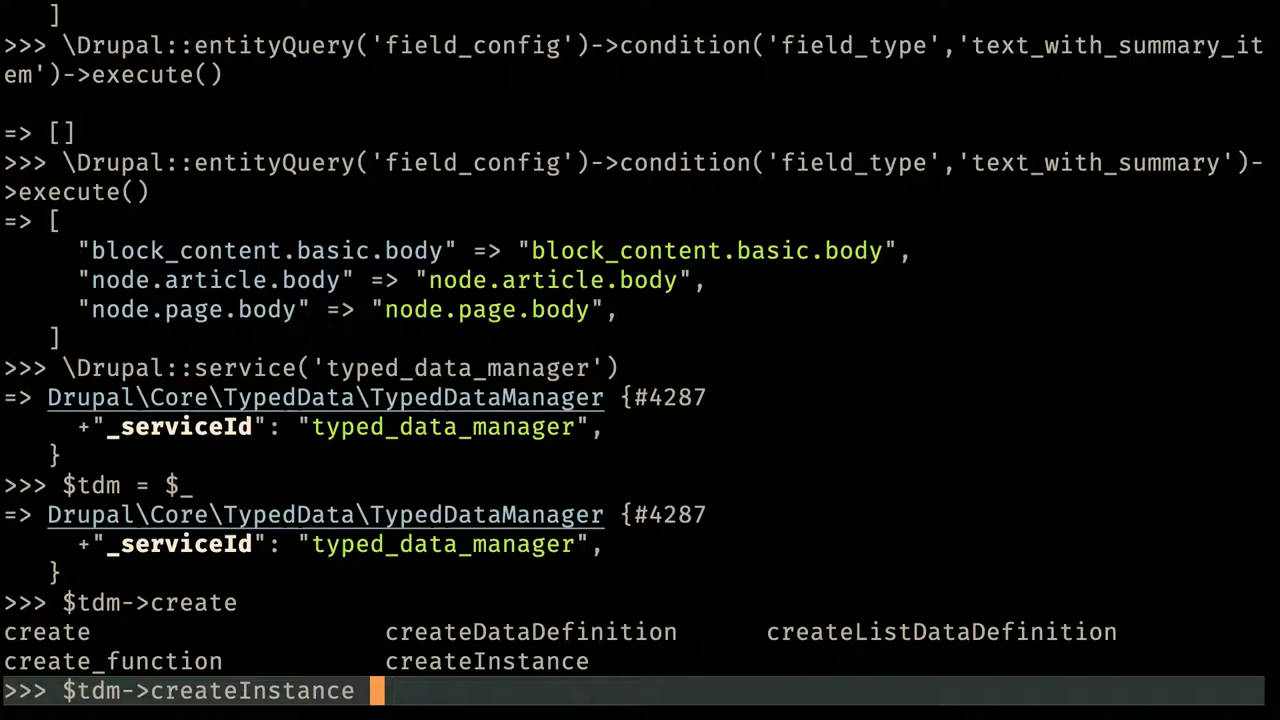 ]
>>> \Drupal::entityQuery('field_config')->condition('field_type','text_with_summary_it
em')->execute()
=> []
>>> \Drupal::entityQuery('field_config')->condition('field_type','text_with_summary')-
>execute()
=> [
"block_content.basic.body" => "block_content.basic.body",
"node.article.body" => "node.article.body",
"node.page.body" => "node.page.body",
]
>>> \Drupal::service('typed_data_manager')
=> Drupal\Core\TypedData\TypedDataManager {#4287
+"_serviceId": "typed_data_manager",
}
>>> $tdm = $_
=> Drupal\Core\TypedData\TypedDataManager {#4287
+"_serviceId": "typed_data_manager",
}
>>> $tdm->create
create createDataDefinition createListDataDefinition
create_function createInstance
>>> $tdm->createInstance